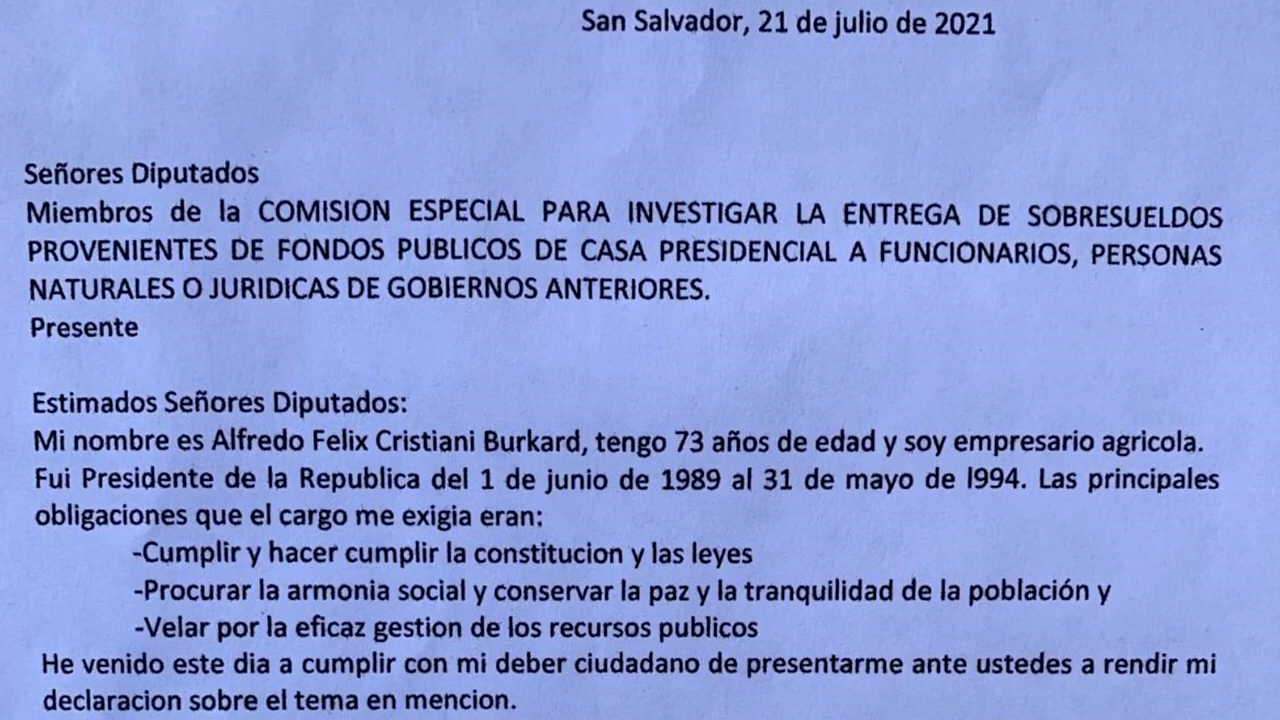 San Salvador, 21 de julio de 2021
Señores Diputados
Miembros de la COMISION ESPECIAL PARA INVESTIGAR LA ENTREGA DE SOBRESUELDOS
PROVENIENTES DE FONDOS PUBLICOS DE CASA PRESIDENCIAL A FUNCIONARIOS, PERSONAS
NATURALES O JURIDICAS DE GOBIERNOS ANTERIORES.
Presente
Estimados Señores Diputados:
Mi nombre es Alfredo Felix Cristiani Burkard, tengo 73 años de edad y soy empresario agricola.
Fui Presidente de la Republica del 1 de junio de 1989 al 31 de mayo de l994. Las principales
obligaciones que el cargo me exigia eran:
-Cumplir y hacer cumplir la constitucion y las leyes
-Procurar la armonia social y conservar la paz y la tranquilidad de la población y
-Velar por la eficaz gestion de los recursos publicos
He venido este dia a cumplir con mi deber ciudadano de presentarme ante ustedes a rendir mi
declaracion sobre el tema en mencion.